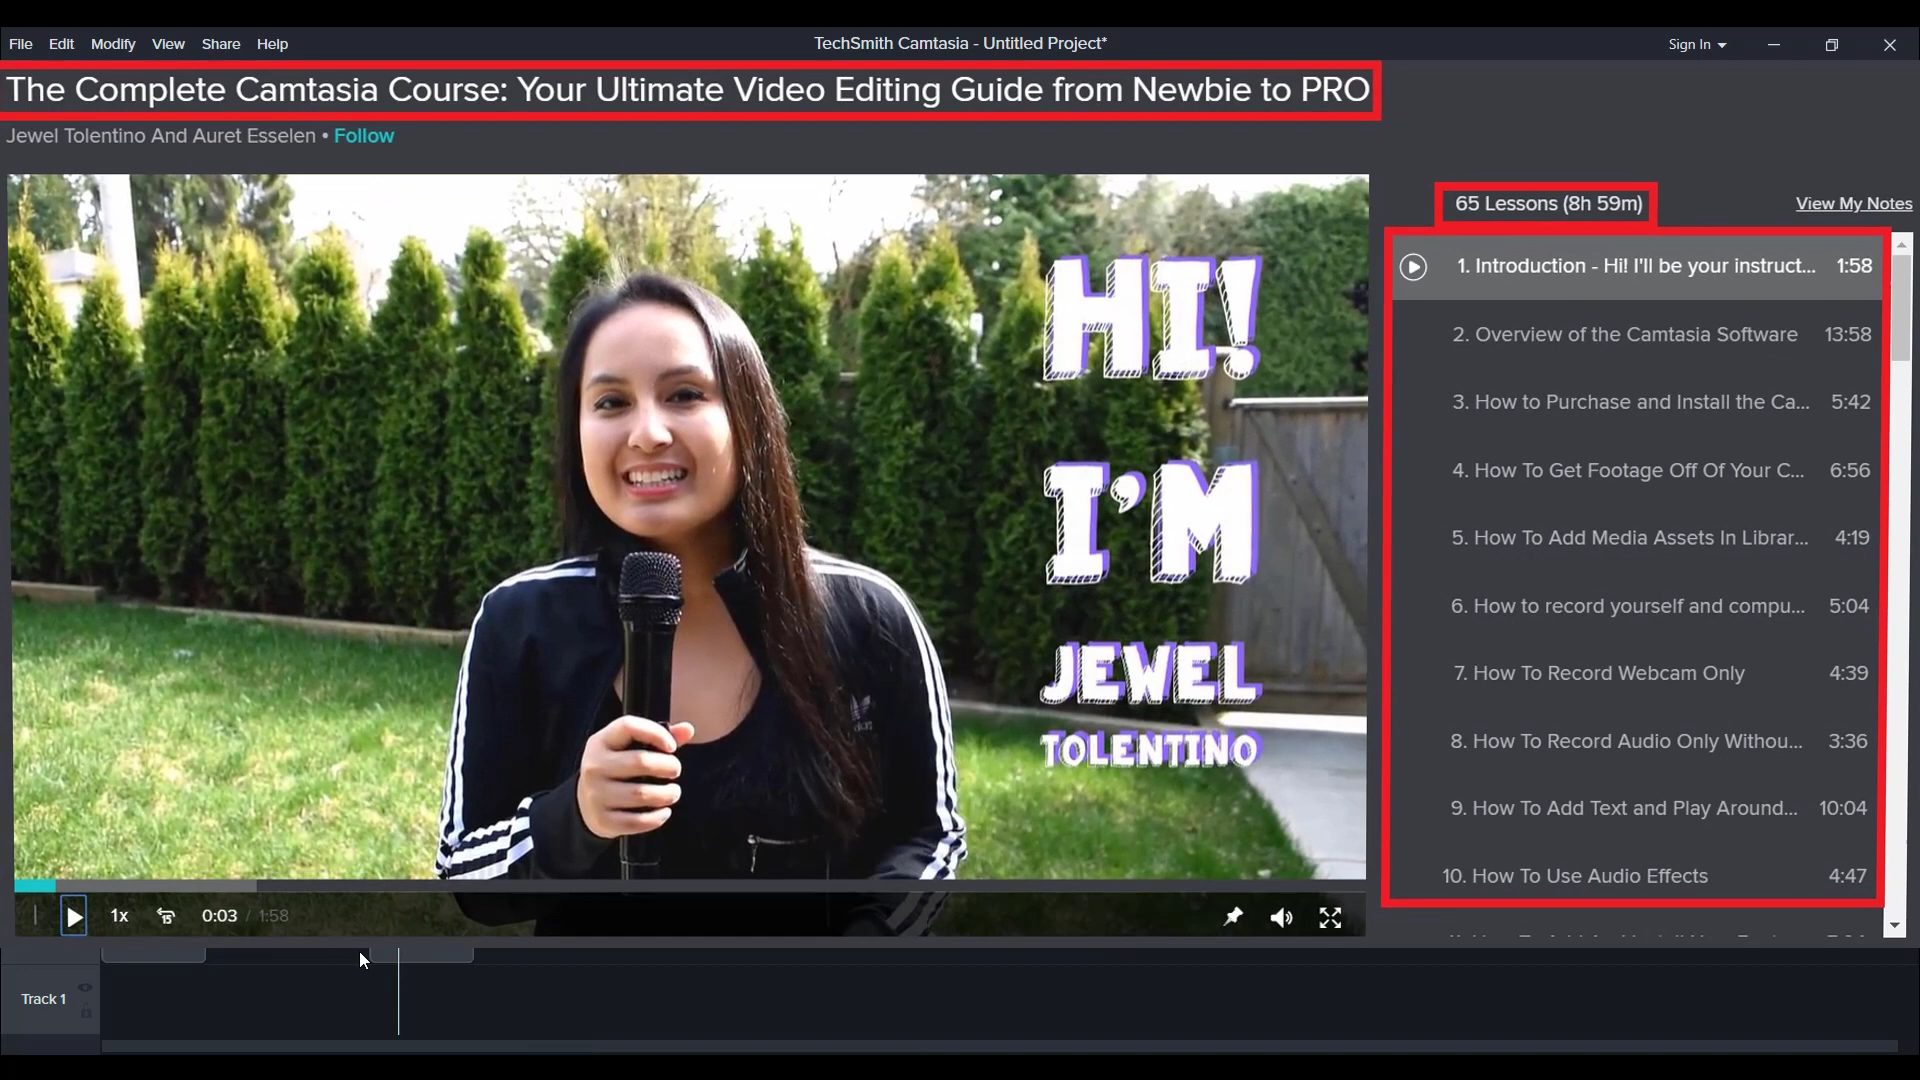 File Edit Modify View Share Help
TechSmith Camtasia - Untitled Project*
Sign In
The Complete Camtasia Course: Your Ultimate Video Editing Guide from Newbie to PRO
Jewel Tolentino And Auret Esselen • Follow
HI!
I'M
JEWEL
TOLENTINO
65 Lessons (8h 59m)
View My Notes
1. Introduction - Hi! I'll be your instruct... 1:58
2. Overview of the Camtasia Software 13:58
3. How to Purchase and Install the Ca... 5:42
4. How To Get Footage Off Of Your C... 6:56
5. How To Add Media Assets In Librar... 4:19
6. How to record yourself and compu... 5:04
7. How To Record Webcam Only 4:39
8. How To Record Audio Only Withou... 3:36
9. How To Add Text and Play Around... 10:04
10. How To Use Audio Effects 4:47
1x 15 0:03 / 1:58
Track 1